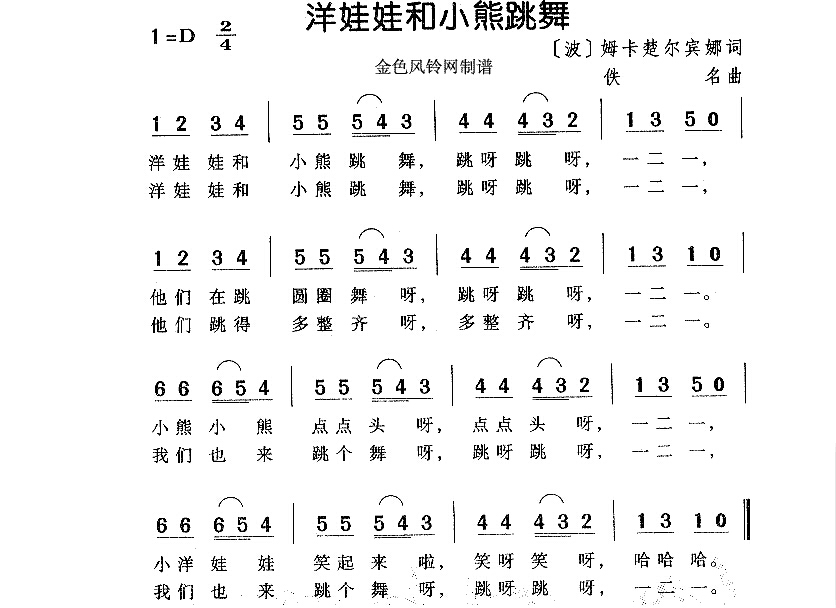 洋娃娃和小熊跳舞
1=D 2/4
〔波〕姆卡楚尔宾娜词
金色风铃网制谱
佚 名 曲
1 2 3 4 | 5 5 5 4 3 | 4 4 4 3 2 | 1 3 5 0
洋娃 娃和 小熊跳 舞, 跳呀跳 呀, 一二一,
洋娃 娃和 小熊跳 舞, 跳呀跳 呀, 一二一,
1 2 3 4 | 5 5 5 4 3 | 4 4 4 3 2 | 1 3 1 0
他们 在跳 圆圈舞 呀, 跳呀跳 呀, 一二一。
他们 跳得 多整齐 呀, 多整齐 呀, 一二一。
6 6 6 5 4 | 5 5 5 4 3 | 4 4 4 3 2 | 1 3 5 0
小熊小 熊 点点头 呀, 点点头 呀, 一二一,
我们也 来 跳个舞 呀, 跳呀跳 呀, 一二一,
6 6 6 5 4 | 5 5 5 4 3 | 4 4 4 3 2 | 1 3 1 0
小洋娃 娃 笑起来 啦, 笑呀笑 呀, 哈哈哈。
我们也 来 跳个舞 呀, 跳呀跳 呀, 一二一。